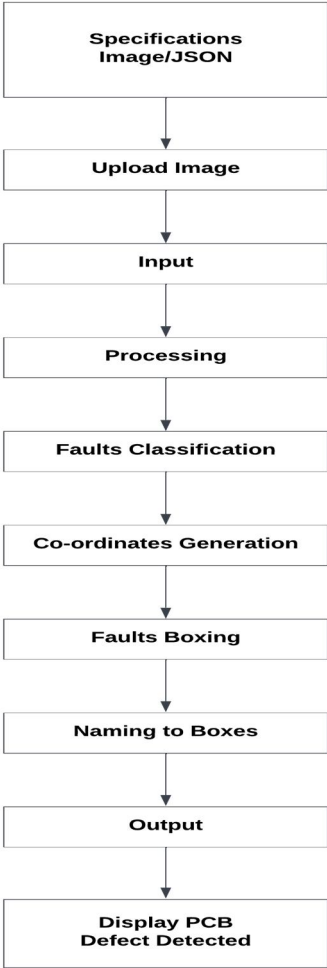 Specifications
Image/JSON
Upload Image
Input
Processing
Faults Classification
Co-ordinates Generation
Faults Boxing
Naming to Boxes
Output
Display PCB
Defect Detected